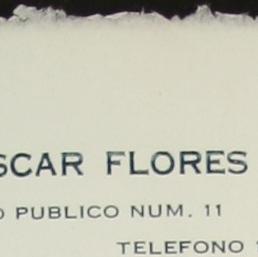 SCAR FLORES
O PUBLICO NUM. 11
TELEFONO